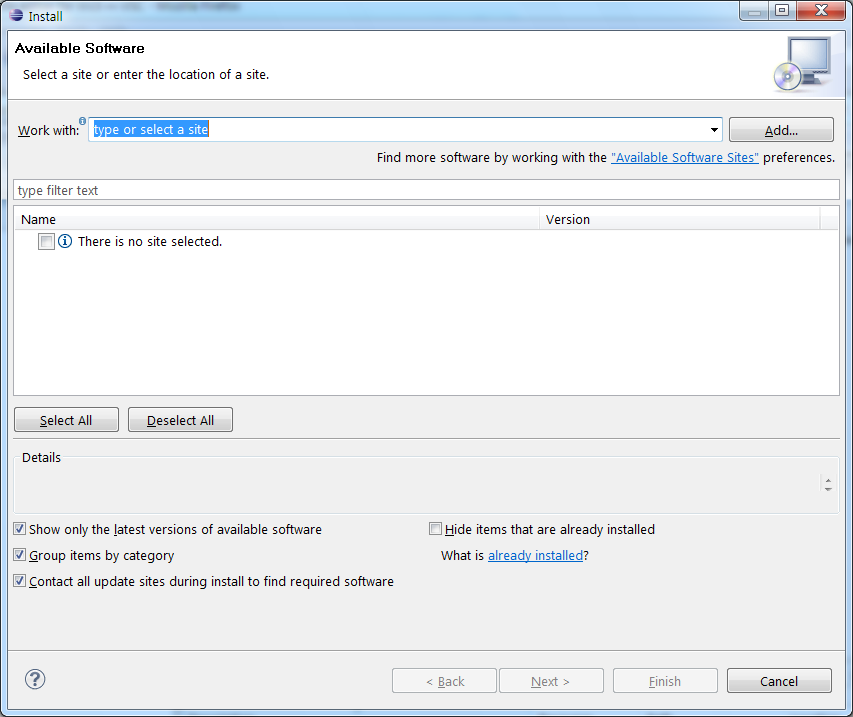 Install
Available Software
Select a site or enter the location of a site.
Work with: type or select a site Add...
Find more software by working with the "Available Software Sites" preferences.
type filter text
Name Version
There is no site selected.
Select All Deselect All
Details
Show only the latest versions of available software Hide items that are already installed
Group items by category What is already installed?
Contact all update sites during install to find required software
? < Back Next > Finish Cancel